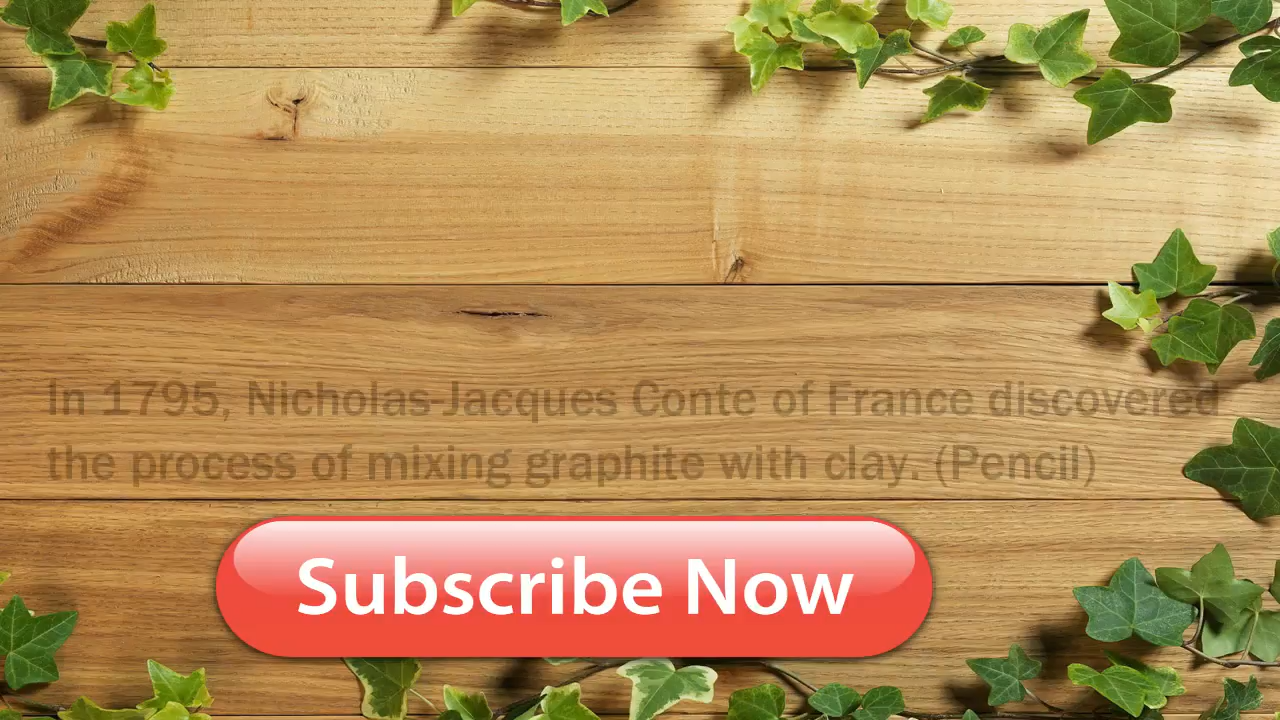 In 1795, Nicholas-Jacques Conte of France discovered
the process of mixing graphite with clay. (Pencil)
Subscribe Now